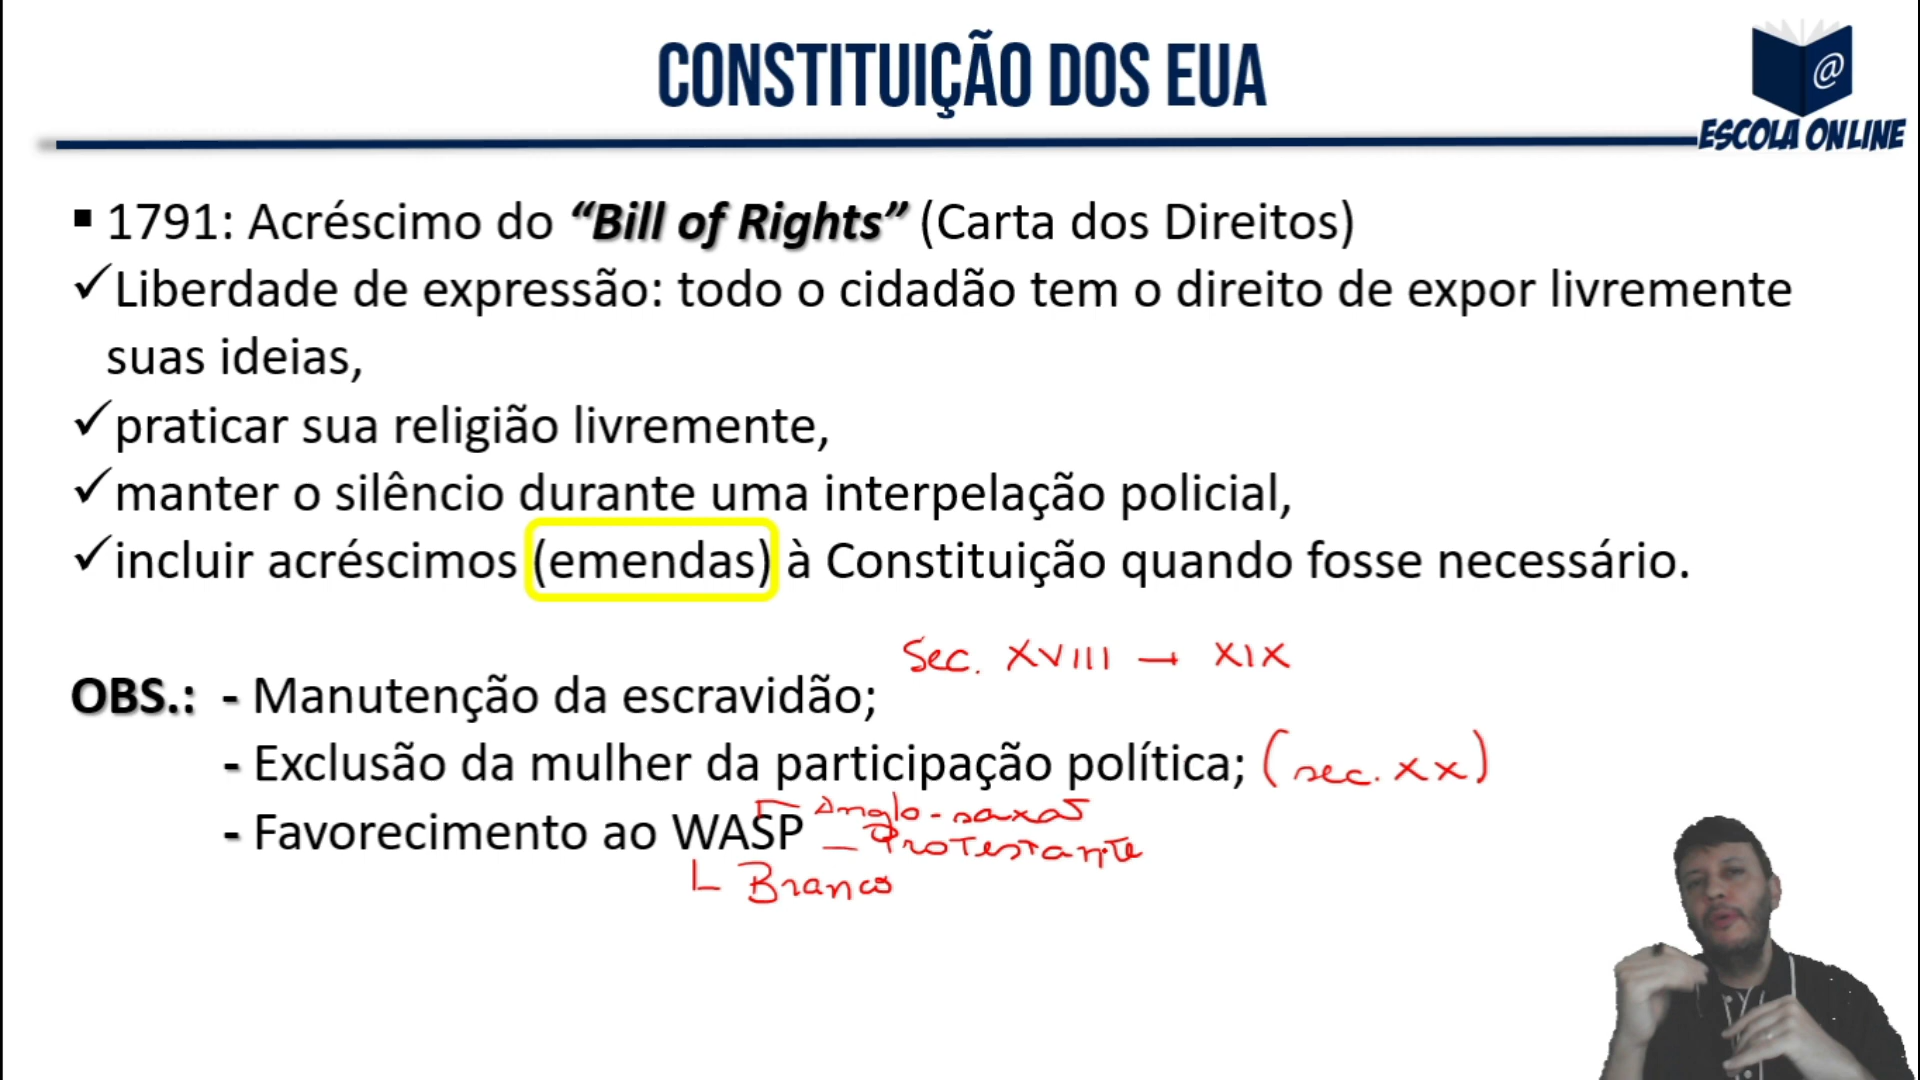 CONSTITUIÇÃO DOS EUA
@
ESCOLA ONLINE
▪ 1791: Acréscimo do “Bill of Rights” (Carta dos Direitos)
✓Liberdade de expressão: todo o cidadão tem o direito de expor livremente
suas ideias,
✓praticar sua religião livremente,
✓manter o silêncio durante uma interpelação policial,
✓incluir acréscimos (emendas) à Constituição quando fosse necessário.
Sec. XVIII → XIX
OBS.: - Manutenção da escravidão;
- Exclusão da mulher da participação política; (sec. XX)
Anglo-saxão
- Favorecimento ao WASP - Protestante
Branco